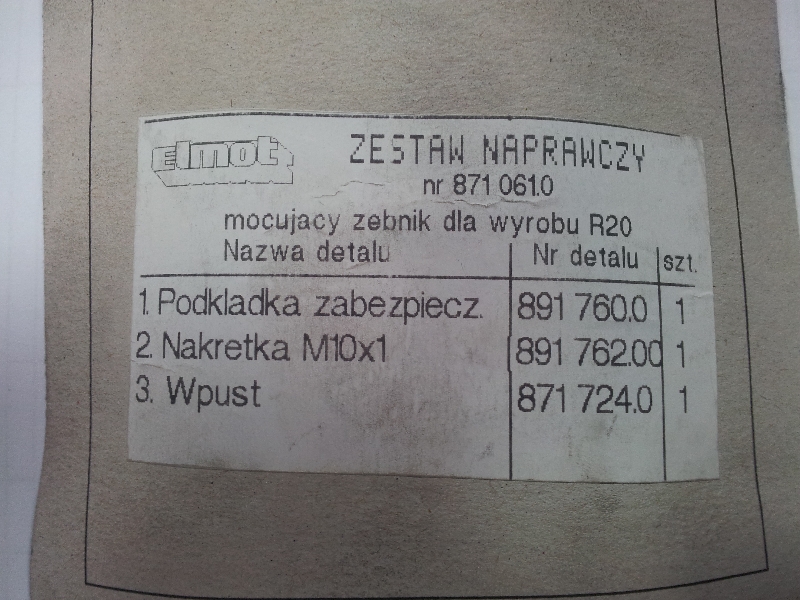 elmot ZESTAW NAPRAWCZY
nr 871 061.0
mocujacy zebnik dla wyrobu R20
Nazwa detalu Nr detalu szt.
1. Podkladka zabezpiecz. 891 760.0 1
2. Nakretka M10x1 891 762.00 1
3. Wpust 871 724.0 1